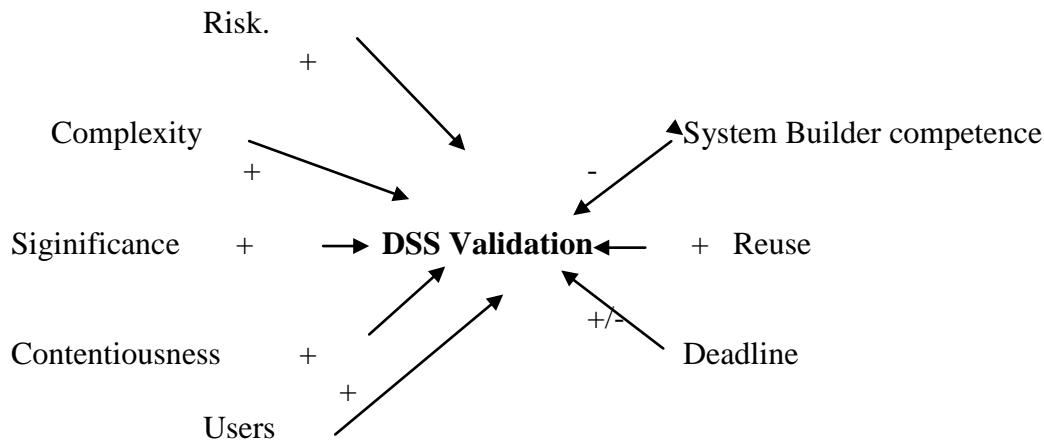 Risk.
+
Complexity
System Builder competence
+
-
Siginificance + DSS Validation + Reuse
+/-
Contentiousness + Deadline
+
Users